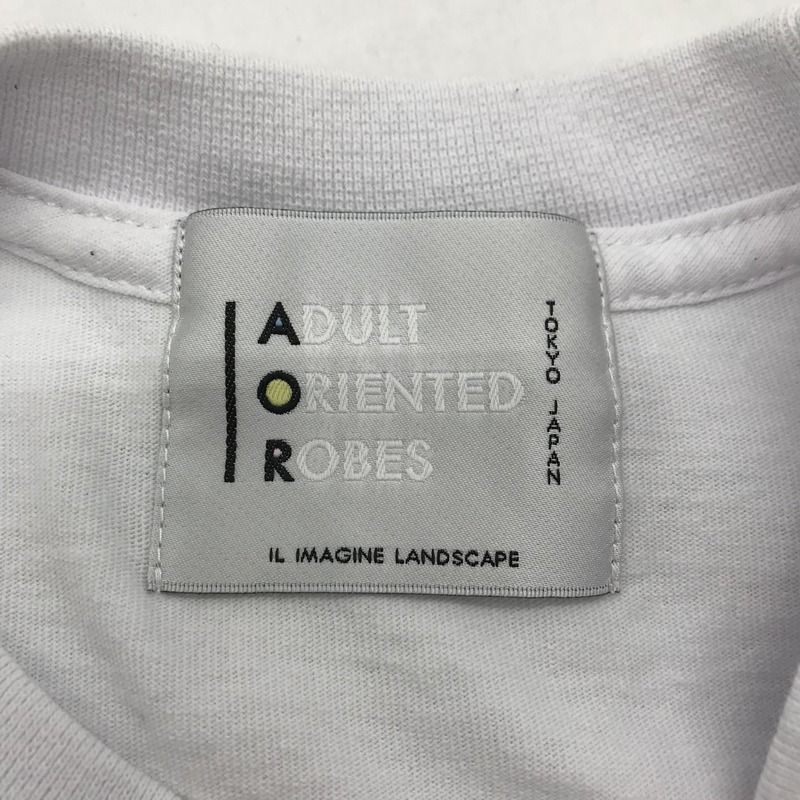 ADULT
ORIENTED
ROBES
TOKYO JAPAN
IL IMAGINE LANDSCAPE